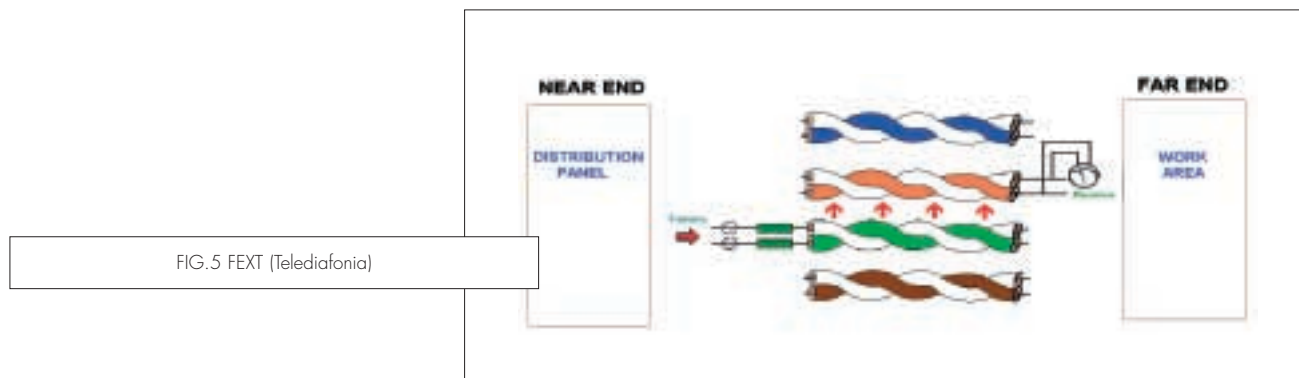 NEAR END
FAR END
DISTRIBUTION
PANEL
WORK
AREA
FIG.5 FEXT (Telediafonia)